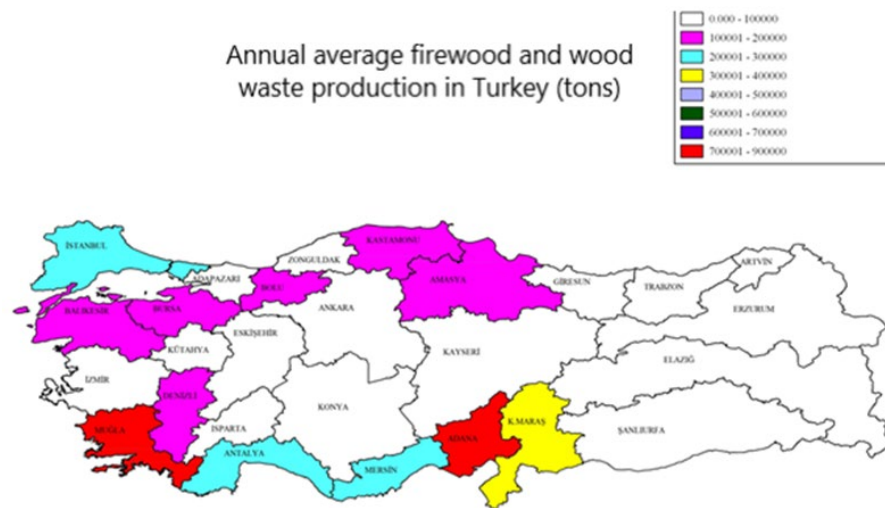 Annual average firewood and wood
waste production in Turkey (tons)
0.000 - 100000
100001 - 200000
200001 - 300000
300001 - 400000
400001 - 500000
500001 - 600000
600001 - 700000
700001 - 900000
İSTANBUL
KASTAMONU
ZONGULDAK
ADAPAZARI
BOLU
AMASYA
GİRESUN
TRABZON
ARTVİN
BALIKESİR
BURSA
ANKARA
ERZURUM
ESKİŞEHİR
KÜTAHYA
KAYSERİ
ELAZIĞ
İZMİR
DENİZLİ
KONYA
MUĞLA
ISPARTA
ADANA
K.MARAŞ
ŞANLIURFA
ANTALYA
MERSİN